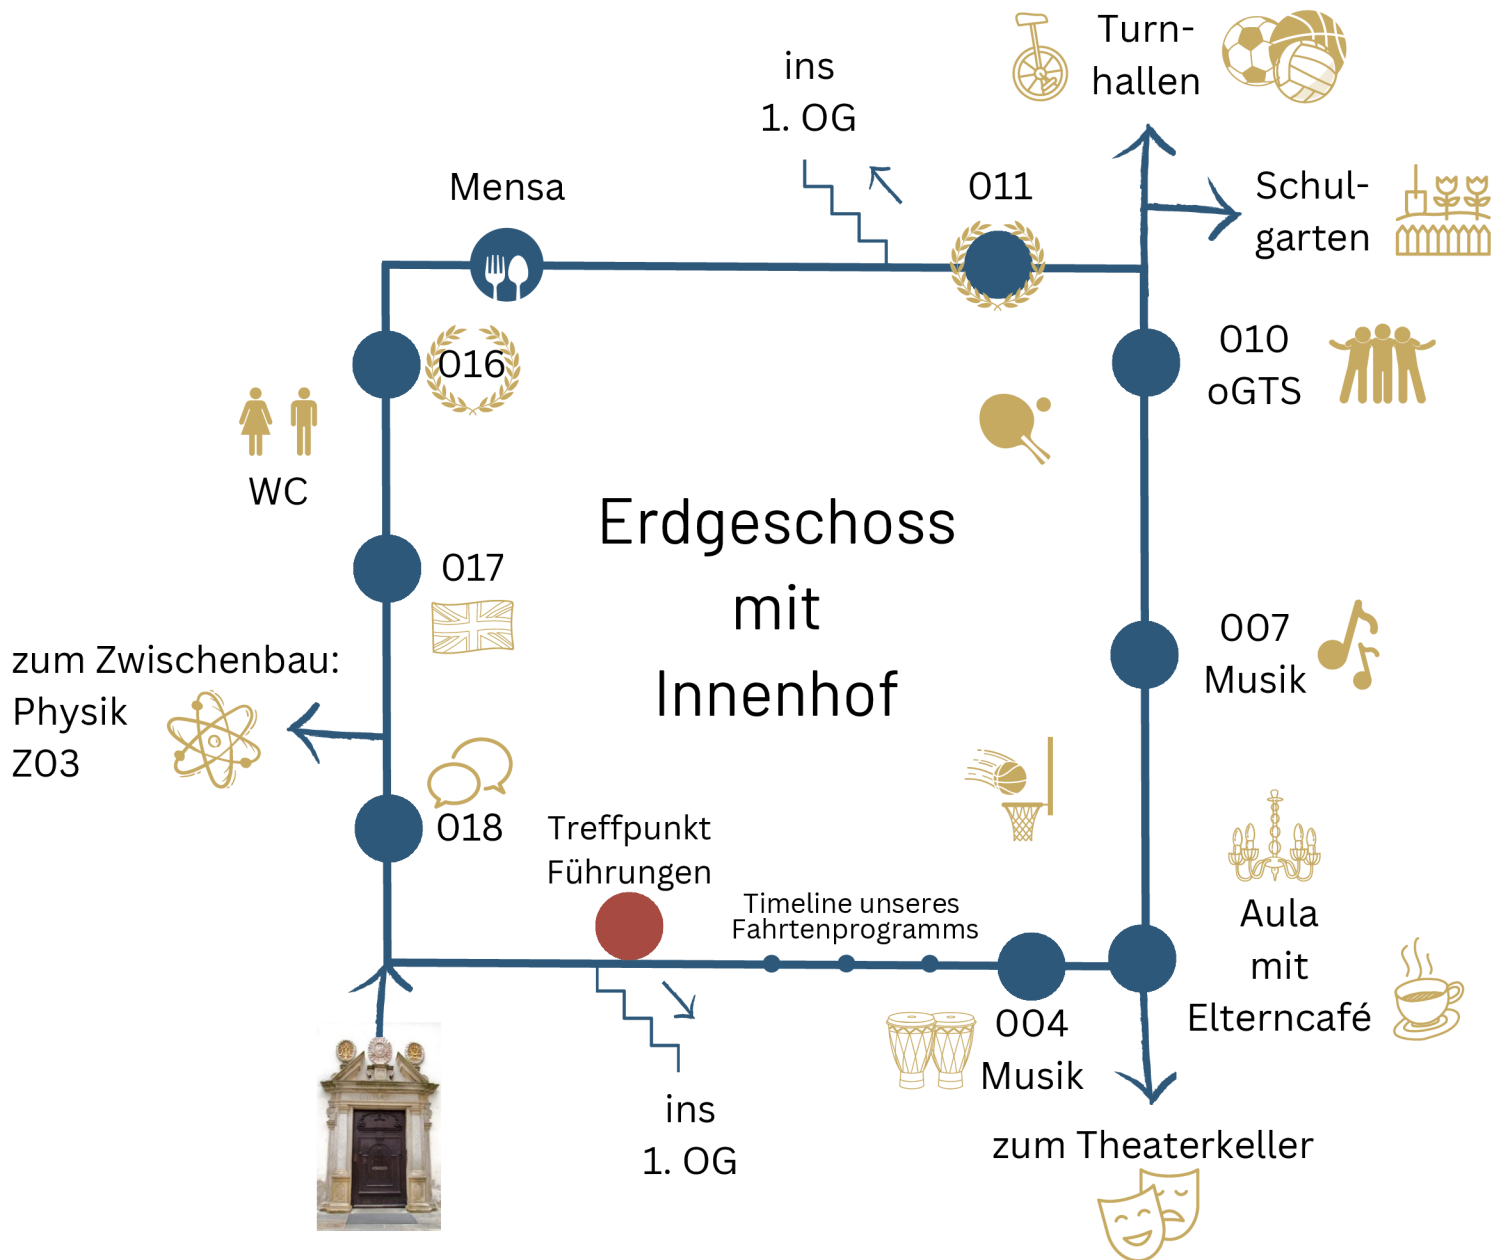 Turn-
hallen
ins
1. OG
Mensa
011
Schul-
garten
016
010
oGTS
WC
Erdgeschoss
mit
Innenhof
017
007
Musik
zum Zwischenbau:
Physik
Z03
018
Treffpunkt
Führungen
Timeline unseres
Fahrtenprogramms
Aula
mit
Elterncafé
004
Musik
ins
1. OG
zum Theaterkeller